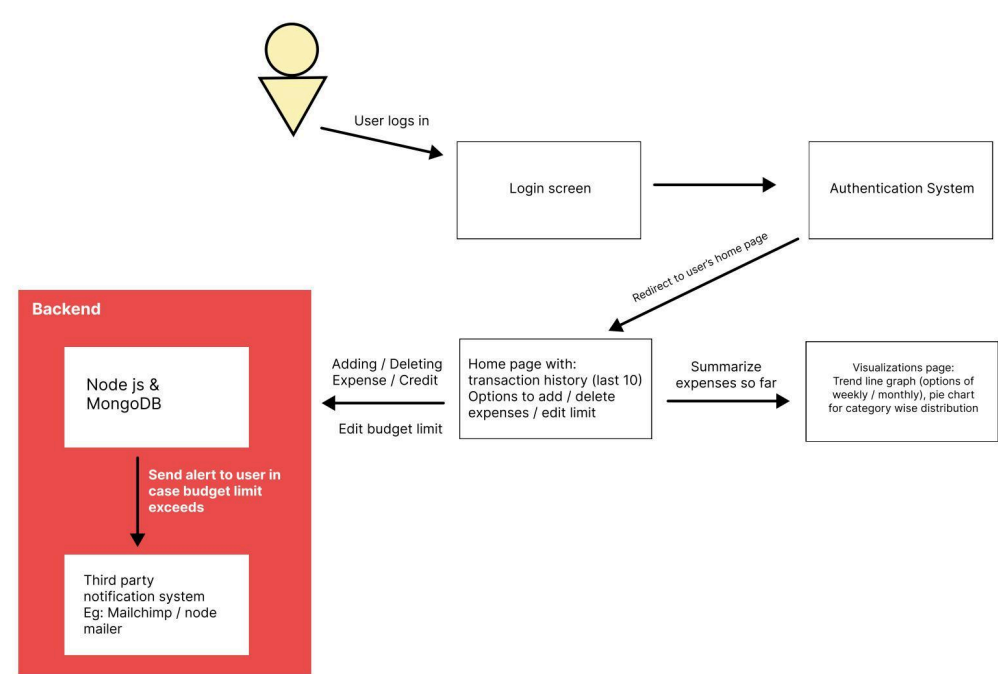 User logs in
Login screen
Authentication System
Redirect to user's home page
Backend
Node js &
MongoDB
Send alert to user in
case budget limit
exceeds
Third party
notification system
Eg: Mailchimp / node
mailer
Adding / Deleting
Expense / Credit
Edit budget limit
Home page with:
transaction history (last 10)
Options to add / delete
expenses / edit limit
Summarize
expenses so far
Visualizations page:
Trend line graph (options of
weekly / monthly), pie chart
for category wise distribution